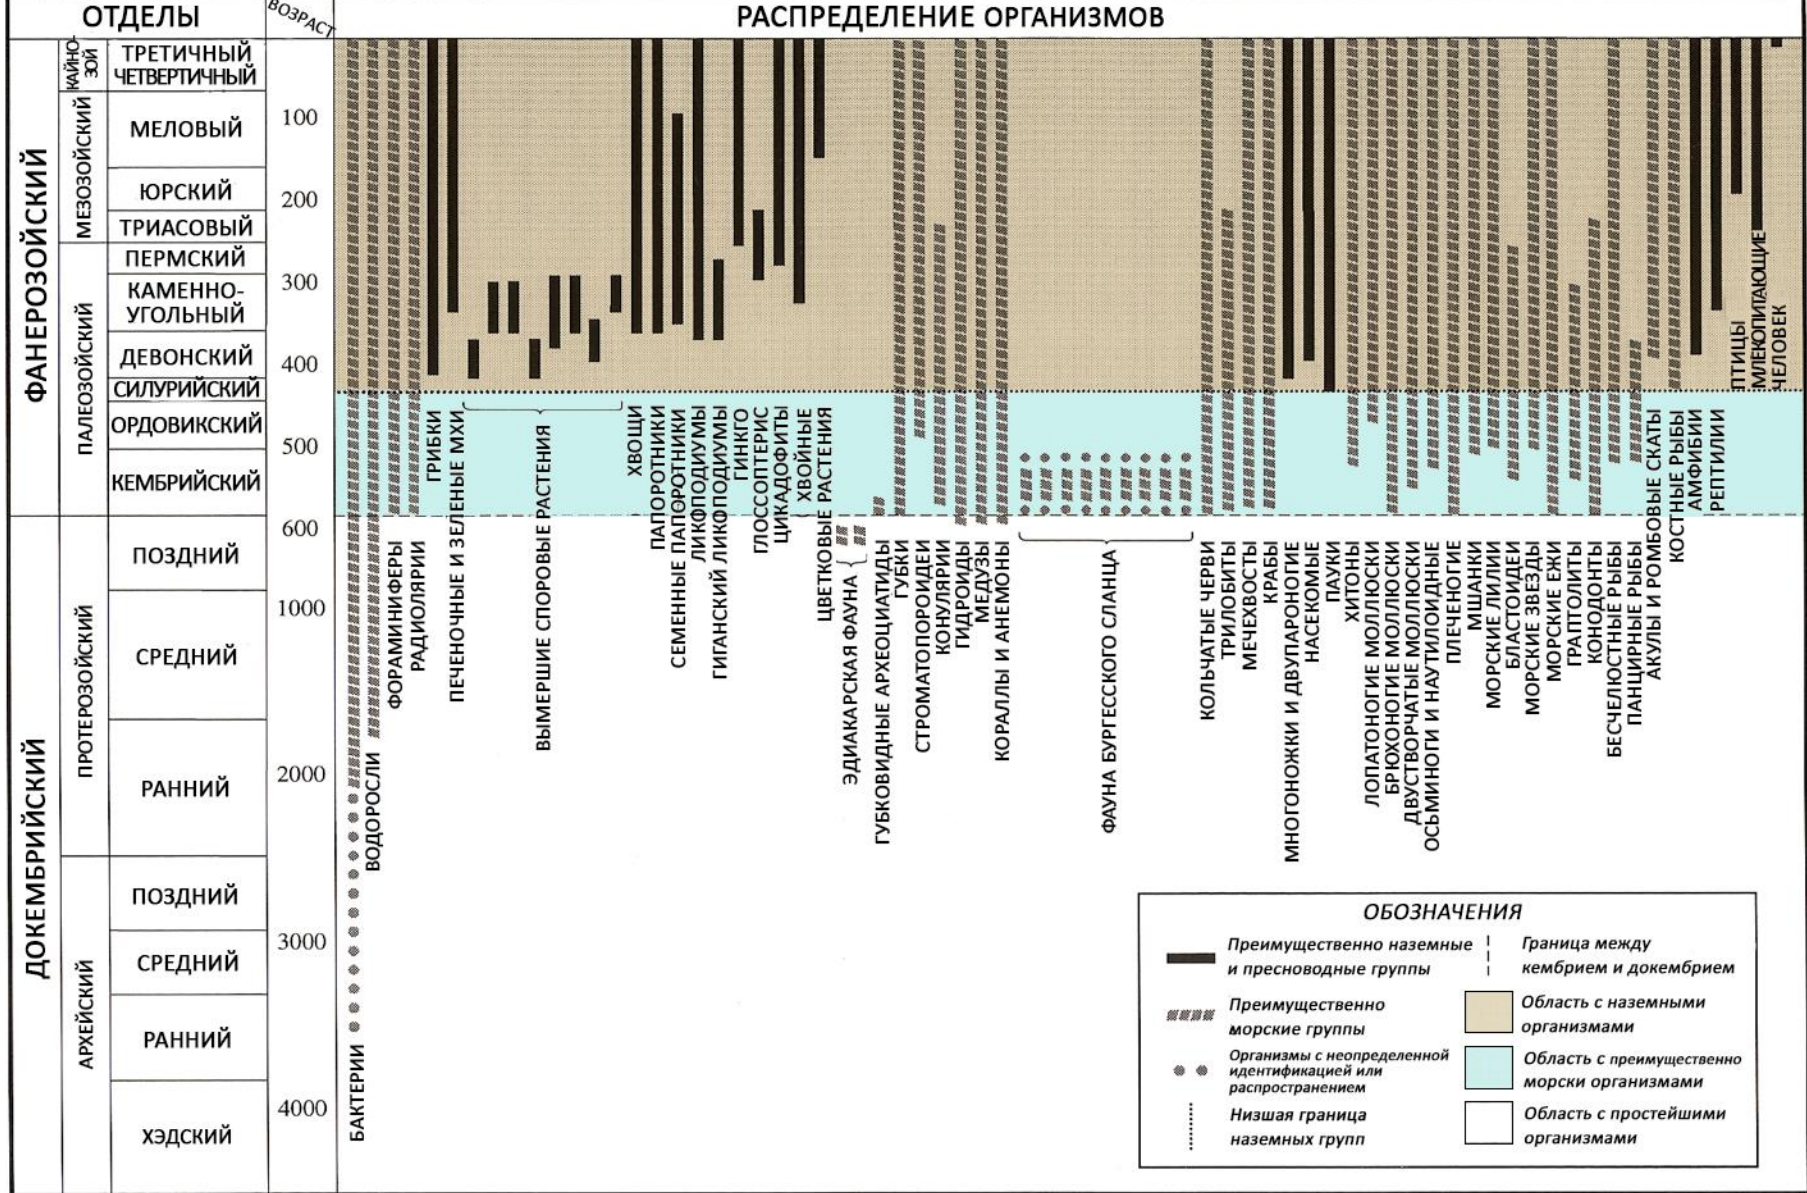 ОТДЕЛЫ
ВОЗРАСТ
РАСПРЕДЕЛЕНИЕ ОРГАНИЗМОВ
ФАНЕРОЗОЙСКИЙ
ДОКЕМБРИЙСКИЙ
КАЙНО-
ЗОЙ
МЕЗОЗОЙСКИЙ
ПАЛЕОЗОЙСКИЙ
ПРОТЕРОЗОЙСКИЙ
АРХЕЙСКИЙ
ТРЕТИЧНЫЙ
ЧЕТВЕРТИЧНЫЙ
МЕЛОВЫЙ
ЮРСКИЙ
ТРИАСОВЫЙ
ПЕРМСКИЙ
КАМЕННО-
УГОЛЬНЫЙ
ДЕВОНСКИЙ
СИЛУРИЙСКИЙ
ОРДОВИКСКИЙ
КЕМБРИЙСКИЙ
ПОЗДНИЙ
СРЕДНИЙ
РАННИЙ
ПОЗДНИЙ
СРЕДНИЙ
РАННИЙ
ХЭДСКИЙ
100
200
300
400
500
600
1000
2000
3000
4000
БАКТЕРИИ
ВОДОРОСЛИ
ФОРАМИНИФЕРЫ
РАДИОЛЯРИИ
ГРИБКИ
ПЕЧЕНОЧНЫЕ И ЗЕЛЕНЫЕ МХИ
ВЫМЕРШИЕ СПОРОВЫЕ РАСТЕНИЯ
ХВОЩИ
ПАПОРОТНИКИ
СЕМЕННЫЕ ПАПОРОТНИКИ
ЛИКОПОДИУМЫ
ГИГАНСКИЙ ЛИКОПОДИУМЫ
ГИНКГО
ГЛОССОПТЕРИС
ЦИКАДОФИТЫ
ХВОЙНЫЕ
ЦВЕТКОВЫЕ РАСТЕНИЯ
ЭДИАКАРСКАЯ ФАУНА
ГУБКОВИДНЫЕ АРХЕОЦИАТИДЫ
ГУБКИ
СТРОМАТОПОРОИДЕИ
КОНУЛЯРИИ
ГИДРОИДЫ
МЕДУЗЫ
КОРАЛЛЫ И АНЕМОНЫ
ФАУНА БУРГЕССКОГО СЛАНЦА
КОЛЬЧАТЫЕ ЧЕРВИ
ТРИЛОБИТЫ
МЕЧЕХВОСТЫ
КРАБЫ
МНОГОНОЖКИ И ДВУПАРОНОГИЕ
НАСЕКОМЫЕ
ПАУКИ
ХИТОНЫ
ЛОПАТОНОГИЕ МОЛЛЮСКИ
БРЮХОНОГИЕ МОЛЛЮСКИ
ДВУСТВОРЧАТЫЕ МОЛЛЮСКИ
ОСЬМИНОГИ И НАУТИЛОИДНЫЕ
ПЛЕЧЕНОГИЕ
МШАНКИ
МОРСКИЕ ЛИЛИИ
БЛАСТОИДЕИ
МОРСКИЕ ЗВЕЗДЫ
МОРСКИЕ ЕЖИ
ГРАПТОЛИТЫ
КОНОДОНТЫ
БЕСЧЕЛЮСТНЫЕ РЫБЫ
ПАНЦИРНЫЕ РЫБЫ
АКУЛЫ И РОМБОВЫЕ СКАТЫ
КОСТНЫЕ РЫБЫ
АМФИБИИ
РЕПТИЛИИ
ПТИЦЫ
МЛЕКОПИТАЮЩИЕ
ЧЕЛОВЕК
ОБОЗНАЧЕНИЯ
Преимущественно наземные
и пресноводные группы
Преимущественно
морские группы
Организмы с неопределенной
идентификацией или
распространением
Низшая граница
наземных групп
Граница между
кембрием и докембрием
Область с наземными
организмами
Область с преимущественно
морски организмами
Область с простейшими
организмами